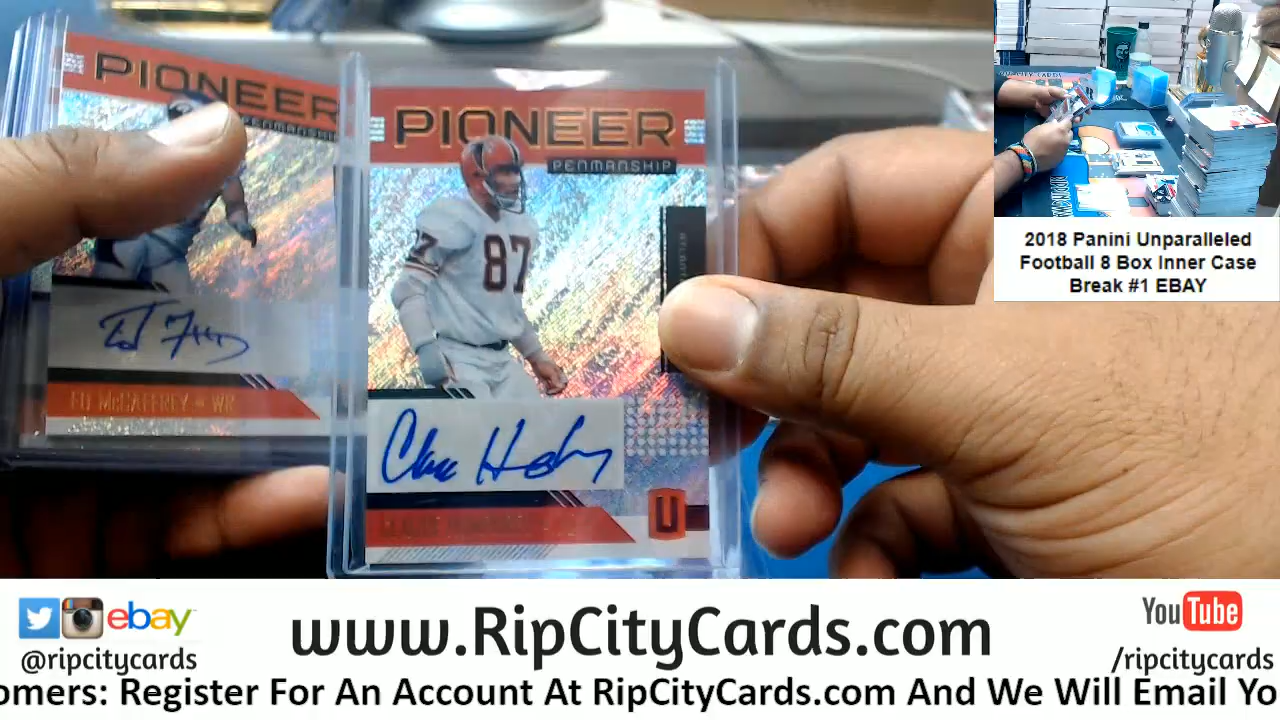 PIONEER
PENMANSHIP
ED McCAFFREY - WR
PIONEER
PENMANSHIP
87
87
U
2018 Panini Unparalleled
Football 8 Box Inner Case
Break #1 EBAY
ebay
@ripcitycards
www.RipCityCards.com
YouTube
/ripcitycards
omers: Register For An Account At RipCityCards.com And We Will Email Yo